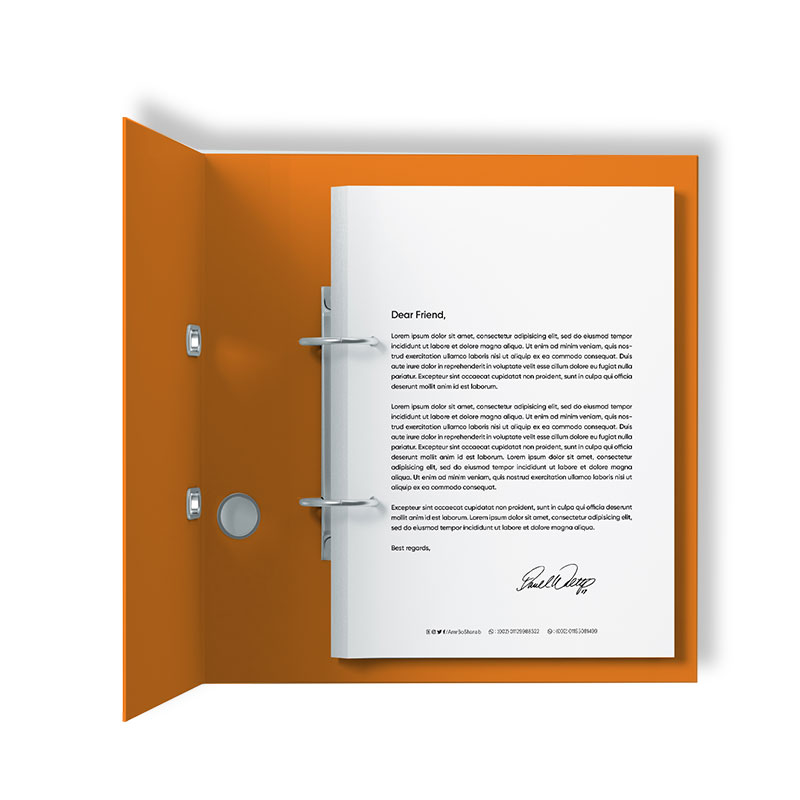 Dear Friend,
Lorem ipsum dolor sit amet, consectetur adipisicing elit, sed do eiusmod tempor
incididunt ut labore et dolore magna aliqua. Ut enim ad minim veniam, quis nos-
trud exercitation ullamco laboris nisi ut aliquip ex ea commodo consequat. Duis
aute irure dolor in reprehenderit in voluptate velit esse dolore eu fugiat nulla
pariatur. Excepteur sint occaecat cupidatat non proident, sunt in culpa qui officia
deserunt mollit anim id est laborum.
Lorem ipsum dolor sit amet, consectetur adipisicing elit, sed do eiusmod tempor
incididunt ut labore et dolore magna aliqua. Ut enim ad minim veniam, quis nos-
trud exercitation ullamco laboris nisi ut aliquip ex ea commodo consequat. Duis
aute irure dolor in reprehenderit in voluptate velit esse dolore eu fugiat nulla
pariatur. Excepteur sint occaecat cupidatat non proident, sunt in culpa qui officia
deserunt mollit anim id est laborum. Lorem ipsum dolor sit amet, consectetur
adipisicing elit, sed do eiusmod tempor incididunt ut labore et dolore magna
aliqua. Ut enim ad minim veniam, quis nostrud exercitation ullamco laboris nisi ut
aliquip ex ea commodo consequat.
Excepteur sint occaecat cupidatat non proident, sunt in culpa qui officia deserunt
mollit anim id est laborum. Lorem ipsum dolor sit amet, consectetur adipisicing elit,
sed do eiusmod tempor incididunt ut labore et dolore magna aliqua.
Best regards,